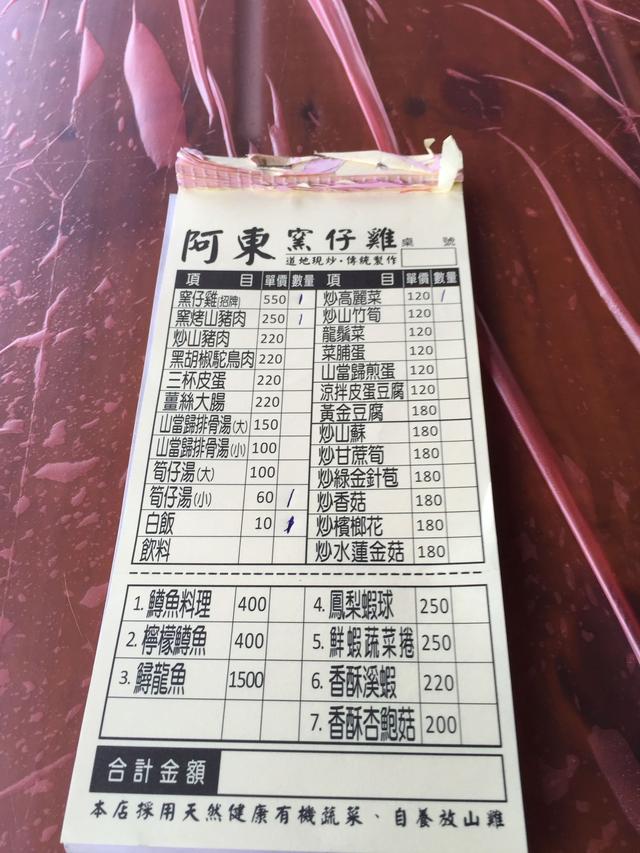 阿東窯仔雞 桌 號
道地現炒·傳統製作
項 目 單價 數量 項 目 單價 數量
窯仔雞(招牌) 550 1 炒高麗菜 120 1
窯烤山豬肉 250 1 炒山竹筍 120
炒山豬肉 220 龍鬚菜 120
黑胡椒駝鳥肉 220 菜脯蛋 120
三杯皮蛋 220 山當歸煎蛋 120
薑絲大腸 220 涼拌皮蛋豆腐 120
山當歸排骨湯(大) 150 黃金豆腐 180
山當歸排骨湯(小) 100 炒山蘇 180
筍仔湯(大) 100 炒甘蔗筍 180
筍仔湯(小) 60 1 炒綠金針苞 180
白飯 10 炒香菇 180
飲料 炒檳榔花 180
炒水蓮金菇 180
1. 鱒魚料理 400 4. 鳳梨蝦球 250
2. 檸檬鱒魚 400 5. 鮮蝦蔬菜捲 250
3. 鱘龍魚 1500 6. 香酥溪蝦 220
7. 香酥杏鮑菇 200
合計金額
本店採用天然健康有機蔬菜、自養放山雞